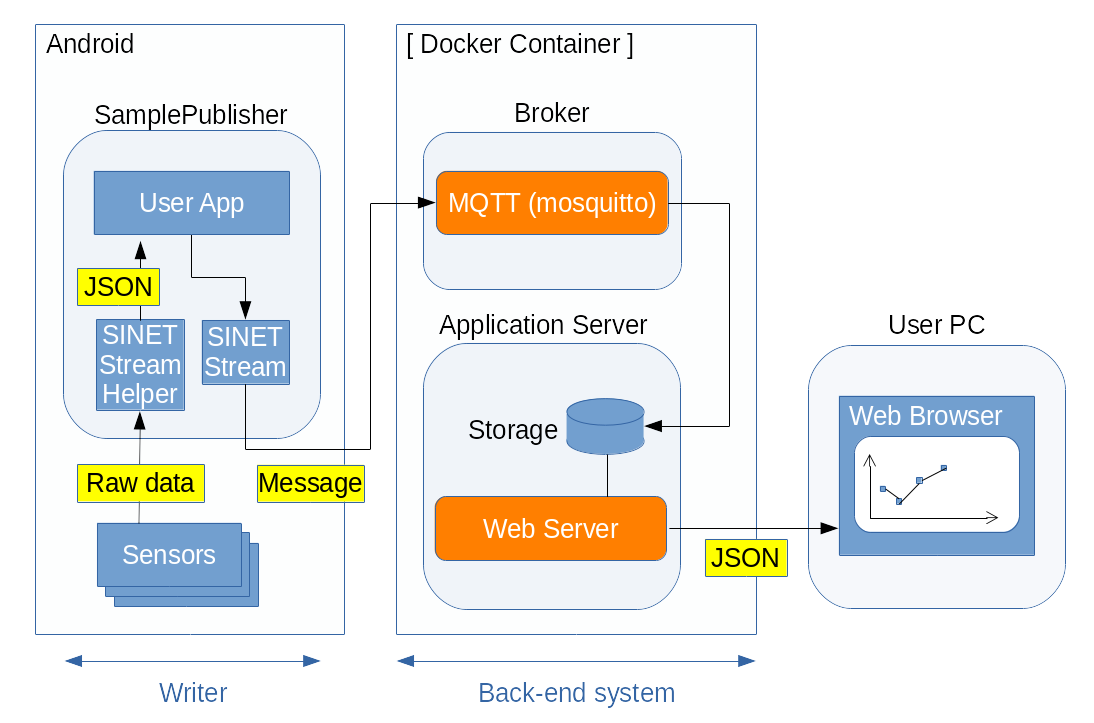 Android
SamplePublisher
User App
JSON
SINET
Stream
Helper
SINET
Stream
Raw data
Message
Sensors
Writer
[ Docker Container ]
Broker
MQTT (mosquitto)
Application Server
Storage
Web Server
JSON
Back-end system
User PC
Web Browser